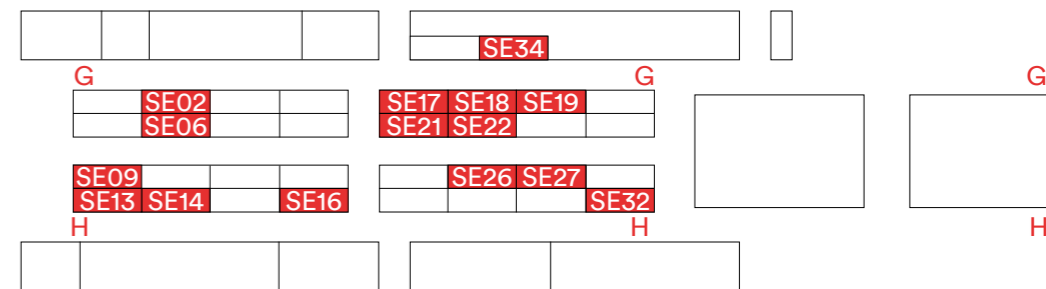 SE34
G G G
SE02 SE17 SE18 SE19
SE06 SE21 SE22
SE09 SE26 SE27
SE13 SE14 SE16 SE32
H H H